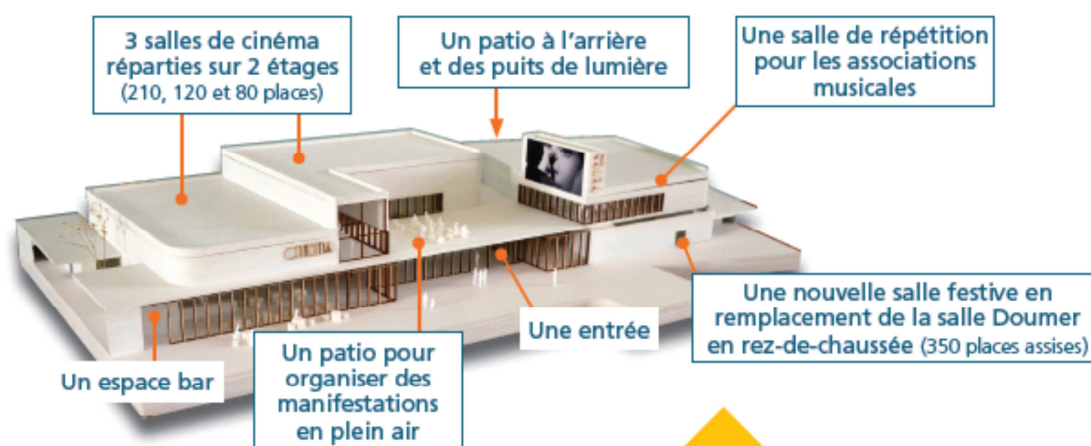 3 salles de cinéma
réparties sur 2 étages
(210, 120 et 80 places)
Un patio à l'arrière
et des puits de lumière
Une salle de répétition
pour les associations
musicales
CINEMA
Un espace bar
Un patio pour
organiser des
manifestations
en plein air
Une entrée
Une nouvelle salle festive en
remplacement de la salle Doumer
en rez-de-chaussée (350 places assises)